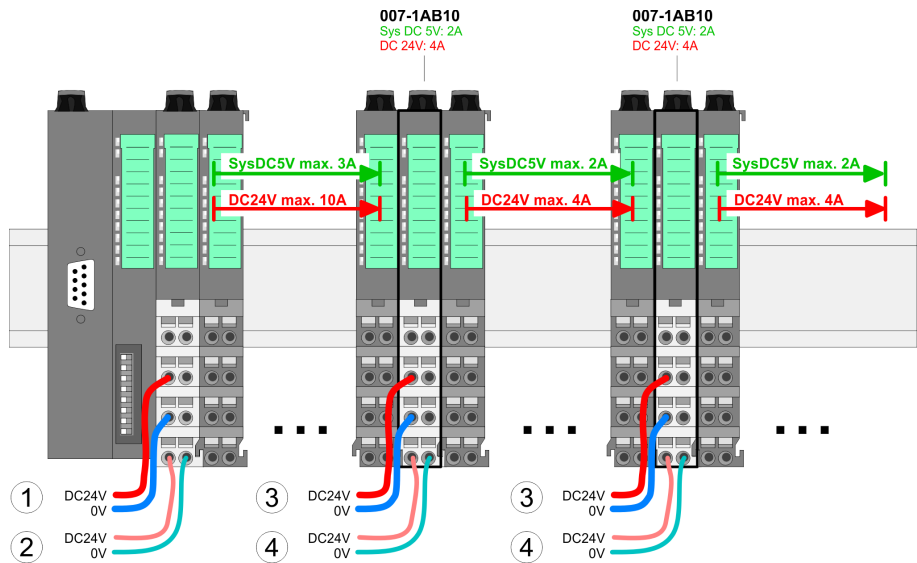 007-1AB10
Sys DC 5V: 2A
DC 24V: 4A
007-1AB10
Sys DC 5V: 2A
DC 24V: 4A
SysDC5V max. 3A
SysDC5V max. 2A
SysDC5V max. 2A
DC24V max. 10A
DC24V max. 4A
DC24V max. 4A
1 DC24V
0V
3 DC24V
0V
3 DC24V
0V
2 DC24V
0V
4 DC24V
0V
4 DC24V
0V